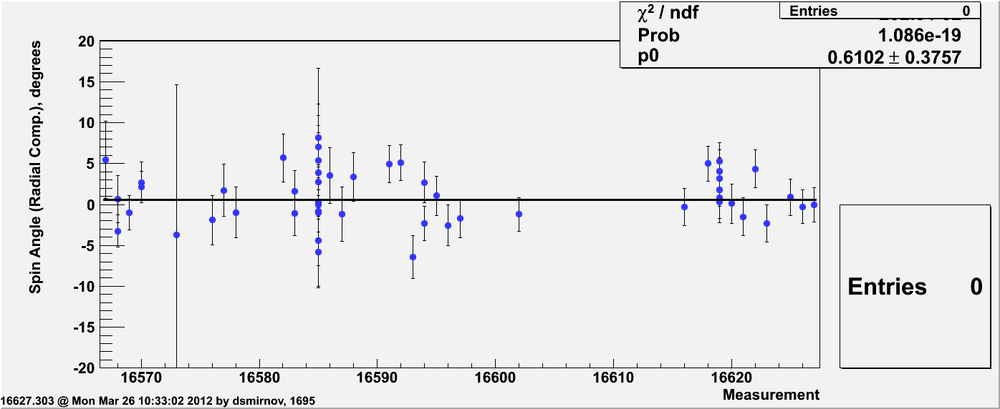 χ² / ndf
Entries 0
Prob 1.086e-19
p0 0.6102 ± 0.3757
Spin Angle (Radial Comp.), degrees
20
15
10
5
0
-5
-10
-15
-20
16570 16580 16590 16600 16610 16620
Measurement
Entries 0
16627.303 @ Mon Mar 26 10:33:02 2012 by dsmirnov, 1695